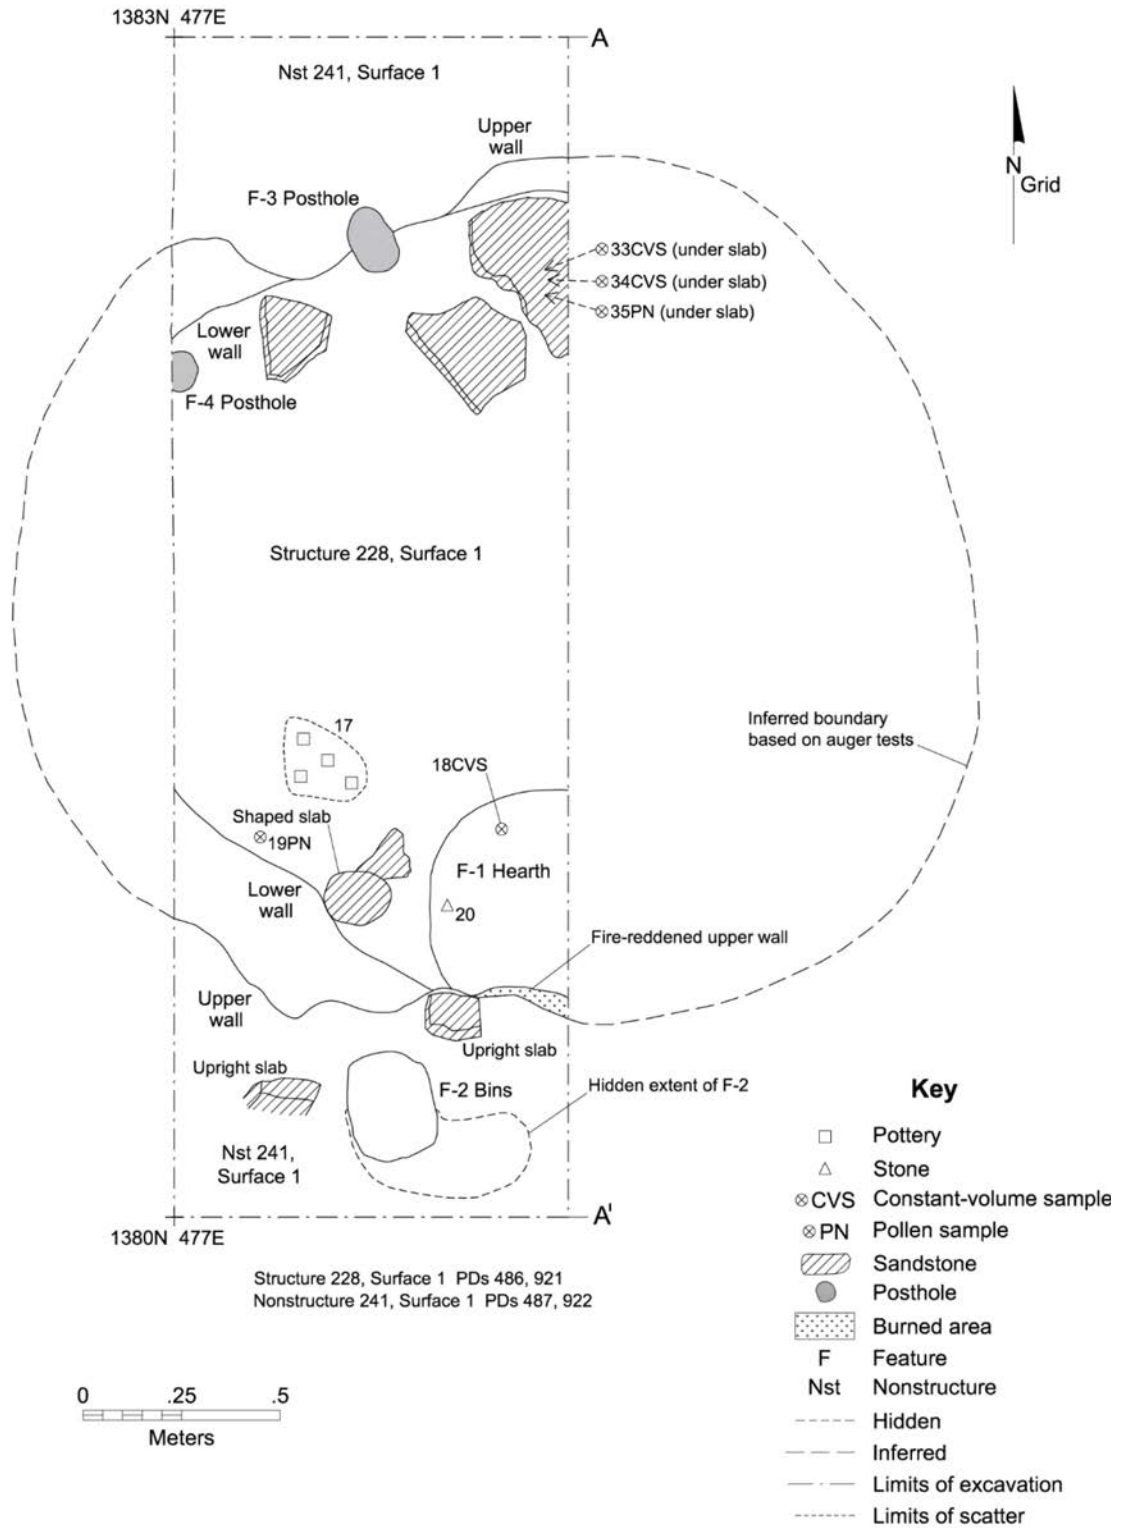 1383N 477E
A
Nst 241, Surface 1
Upper
wall
N
Grid
F-3 Posthole
33CVS (under slab)
34CVS (under slab)
35PN (under slab)
Lower
wall
F-4 Posthole
Structure 228, Surface 1
17
Inferred boundary
based on auger tests
18CVS
Shaped slab
19PN
F-1 Hearth
Lower
wall
20
Fire-reddened upper wall
Upper
wall
Upright slab
Upright slab
F-2 Bins
Hidden extent of F-2
Nst 241,
Surface 1
A'
1380N 477E
Structure 228, Surface 1 PDs 486, 921
Nonstructure 241, Surface 1 PDs 487, 922
0 .25 .5
Meters
Key
Pottery
Stone
CVS Constant-volume sample
PN Pollen sample
Sandstone
Posthole
Burned area
F Feature
Nst Nonstructure
Hidden
Inferred
Limits of excavation
Limits of scatter